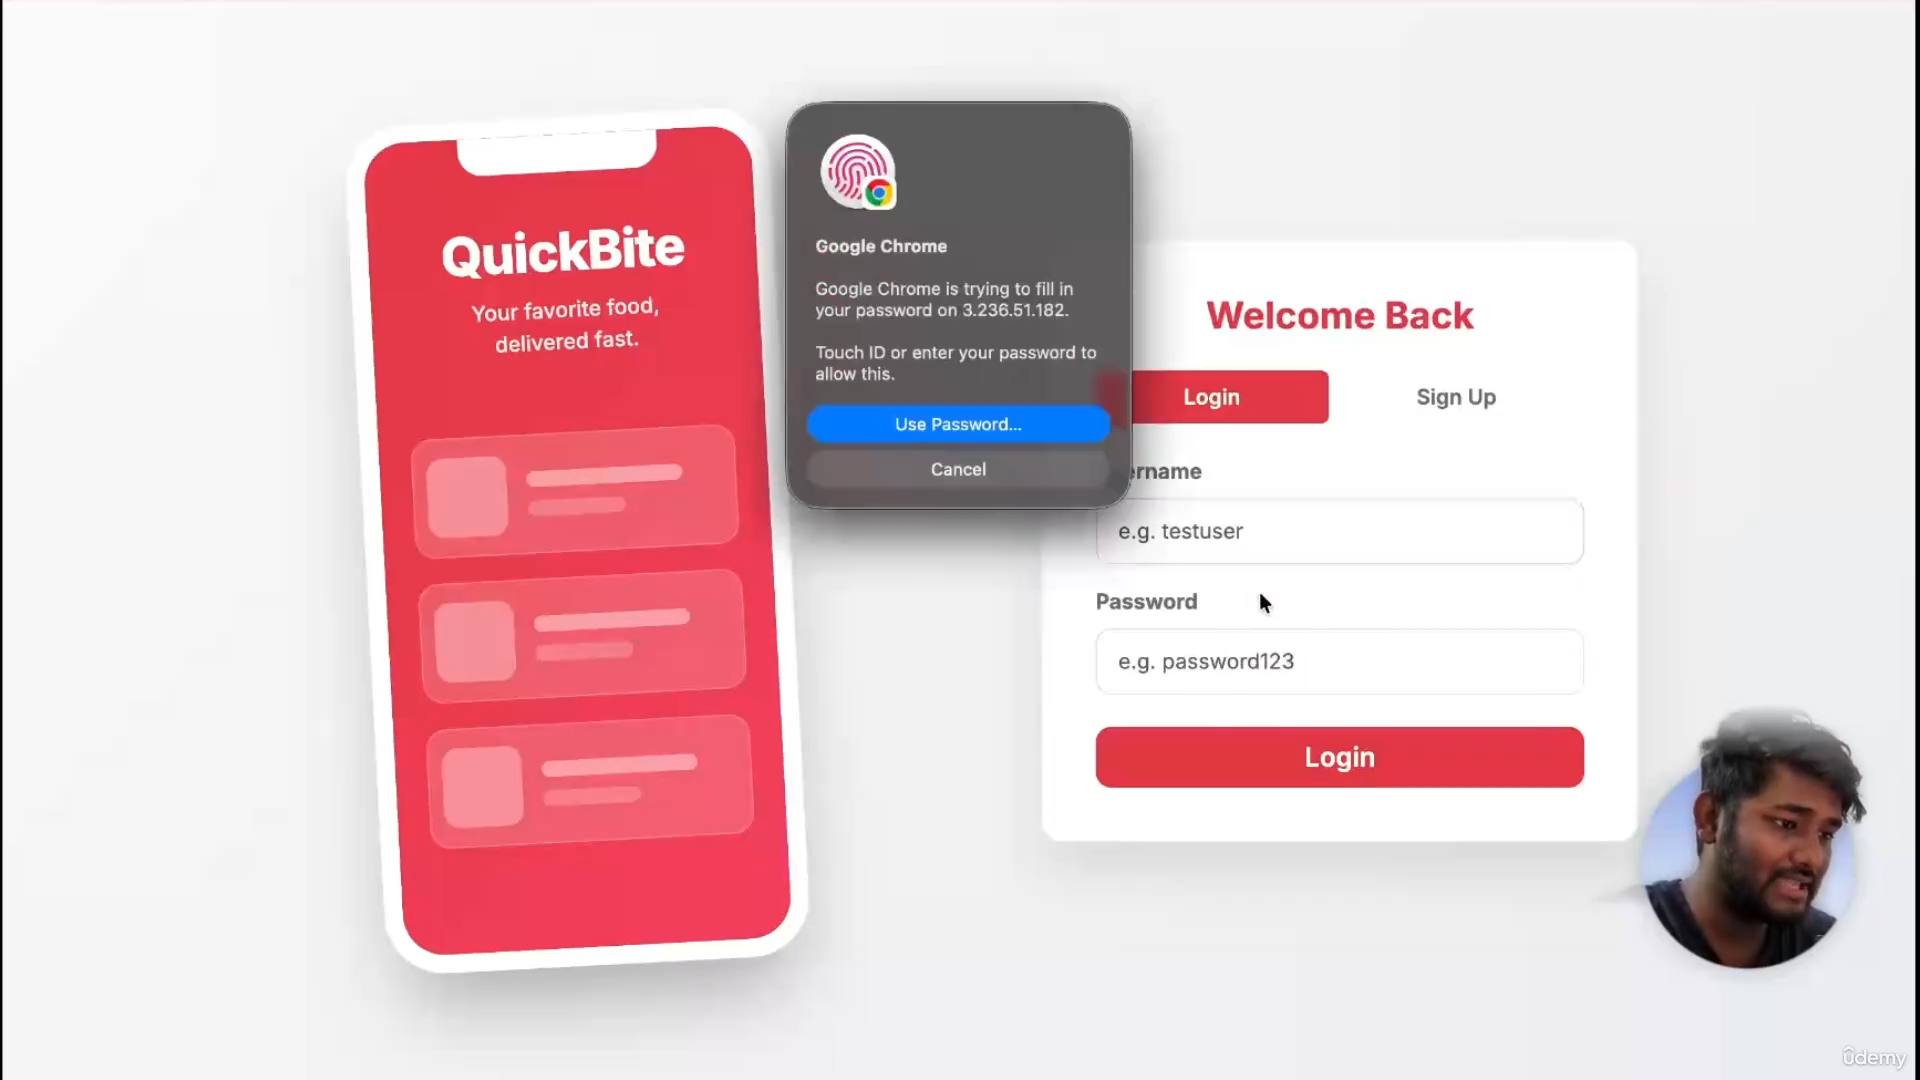 QuickBite
Your favorite food,
delivered fast.
Google Chrome
Google Chrome is trying to fill in
your password on 3.236.51.182.
Touch ID or enter your password to
allow this.
Use Password...
Cancel
Welcome Back
Login
Sign Up
ername
e.g. testuser
Password
e.g. password123
Login
ûdemy